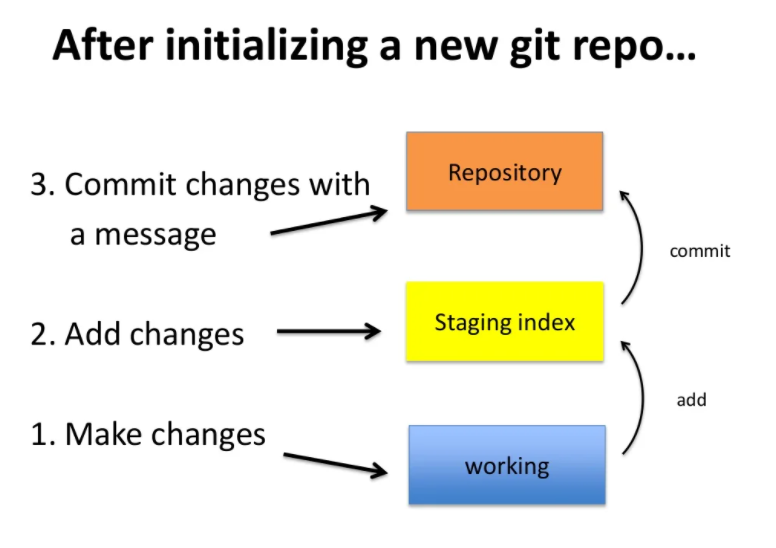 After initializing a new git repo…
3. Commit changes with
a message
Repository
commit
2. Add changes
Staging index
add
1. Make changes
working